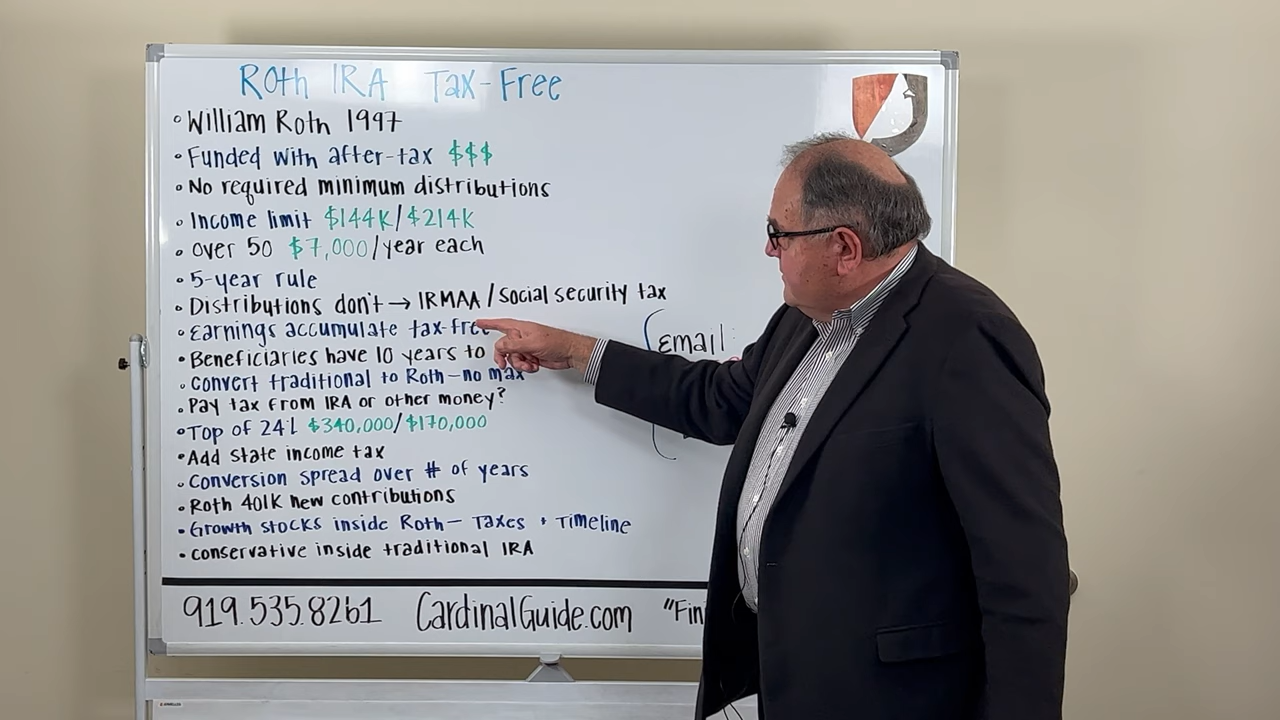 Roth IRA Tax-Free
• William Roth 1997
• Funded with after-tax $$$
• No required minimum distributions
• Income limit $144K/$214K
• Over 50 $7,000/year each
• 5-year rule
• Distributions don't → IRMAA/Social security tax
• Earnings accumulate tax-free
• Beneficiaries have 10 years to
• Convert traditional to Roth-no max
• Pay tax from IRA or other money?
• Top of 24% $340,000/$170,000
• Add state income tax
• Conversion spread over # of years
• Roth 401K new contributions
• Growth stocks inside Roth- Taxes + Timeline
• conservative inside traditional IRA
Email:
919.535.8261 CardinalGuide.com "Fin